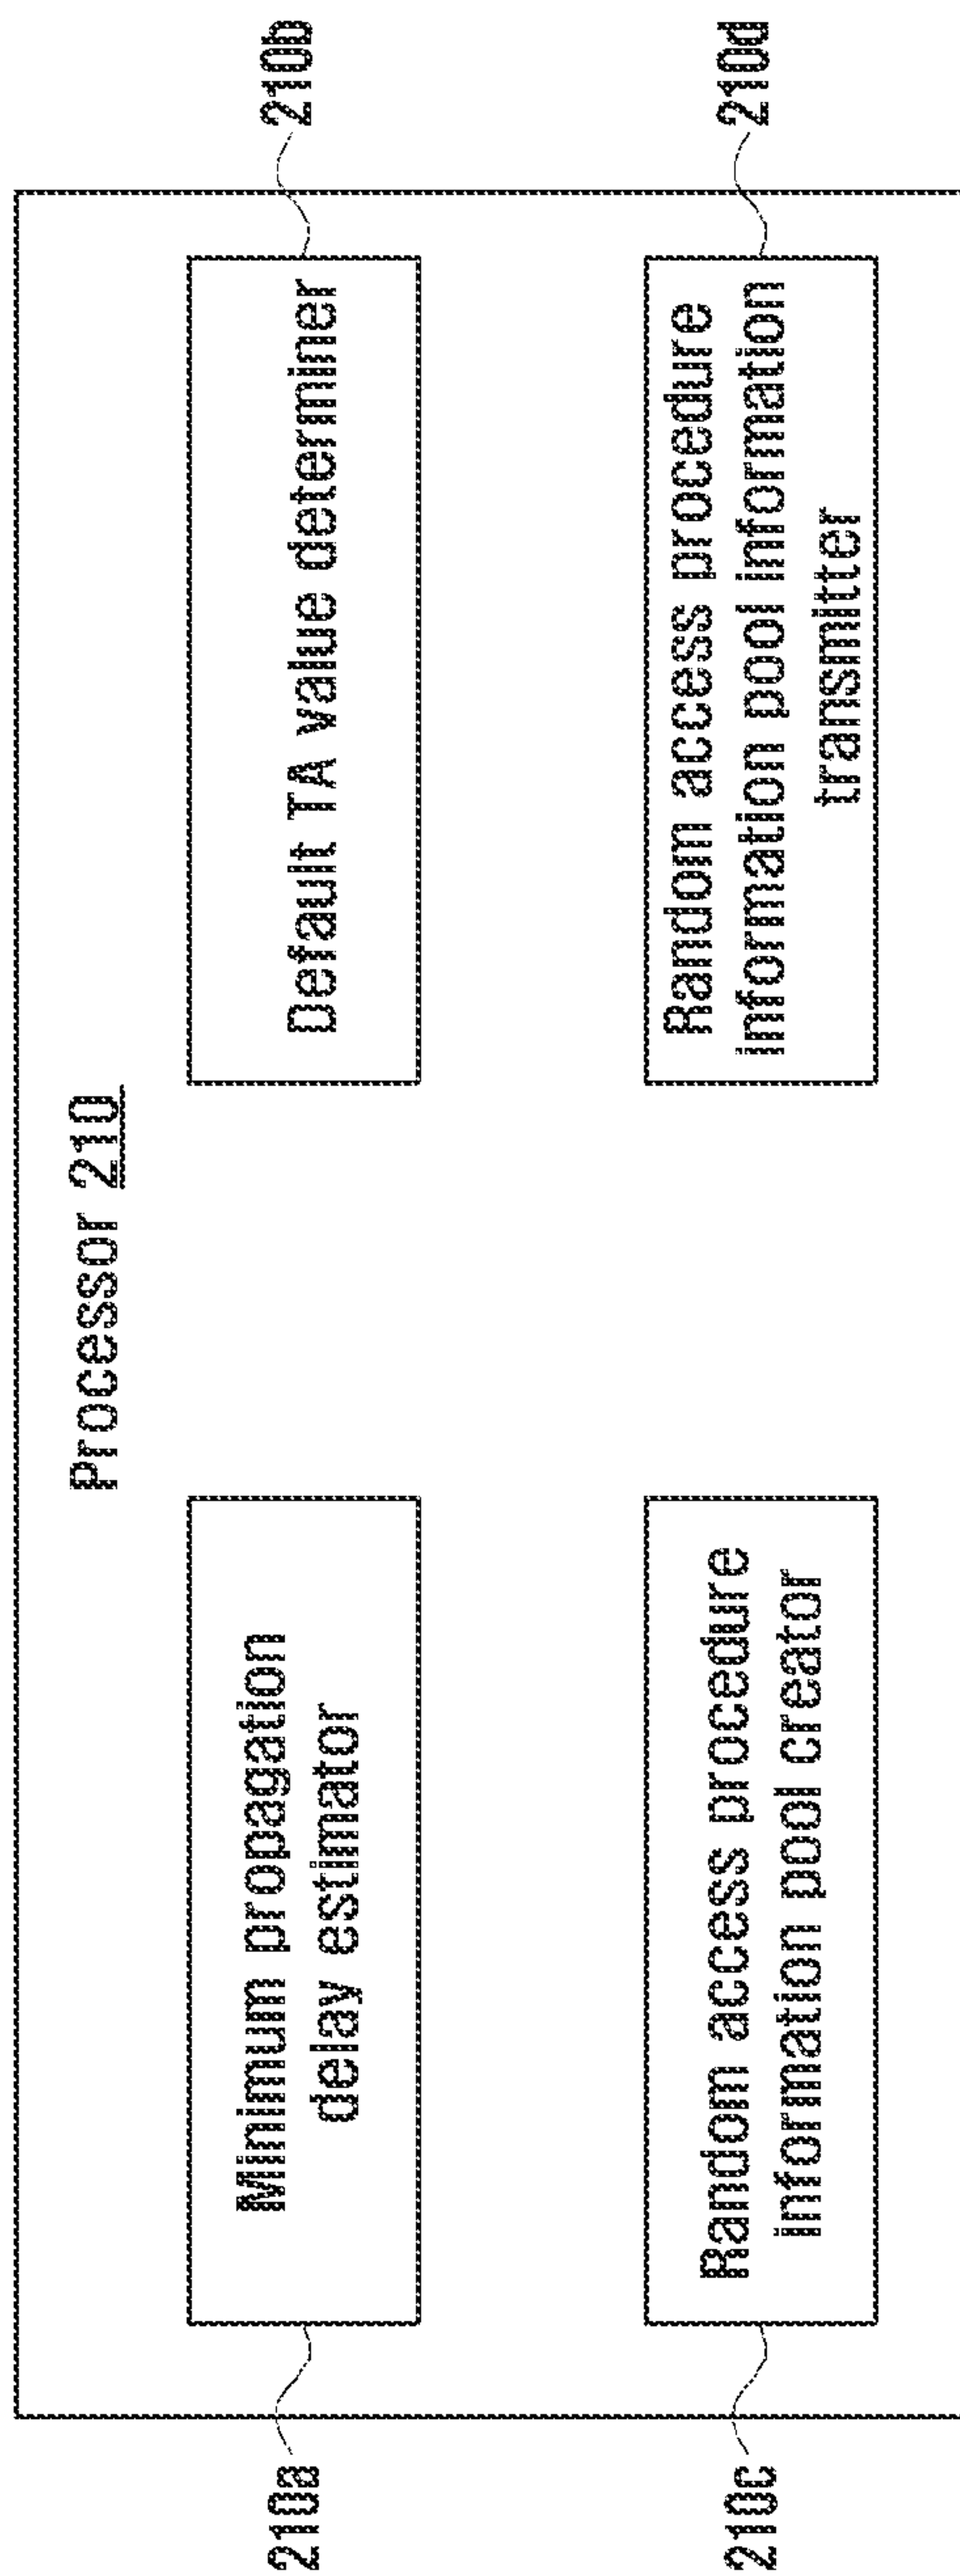 Processor 210
210a
Minimum propagation
delay estimator
Default TA value determiner
210b
210c
Random access procedure
information pool creator
Random access procedure
information pool information
transmitter
210d